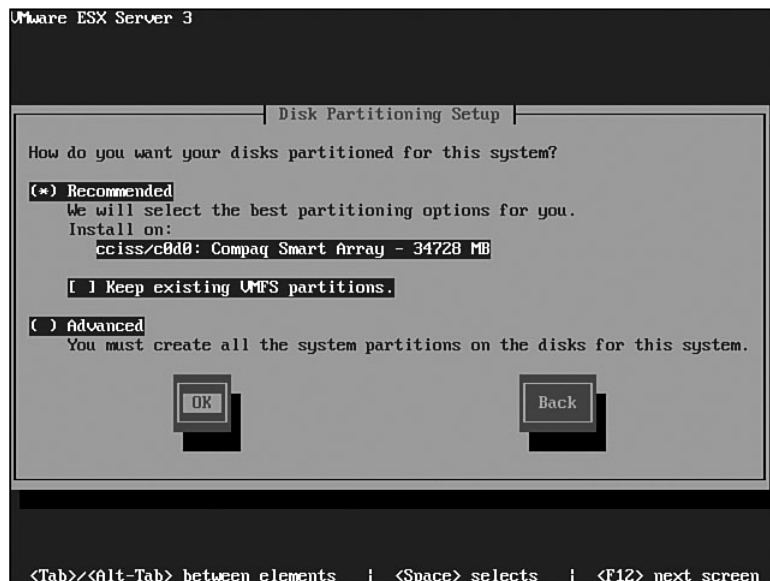 VMware ESX Server 3
Disk Partitioning Setup
How do you want your disks partitioned for this system?
(*) Recommended
We will select the best partitioning options for you.
Install on:
cciss/c0d0: Compaq Smart Array - 34728 MB
[ ] Keep existing VMFS partitions.
( ) Advanced
You must create all the system partitions on the disks for this system.
OK Back
<Tab>/<Alt-Tab> between elements | <Space> selects | <F12> next screen